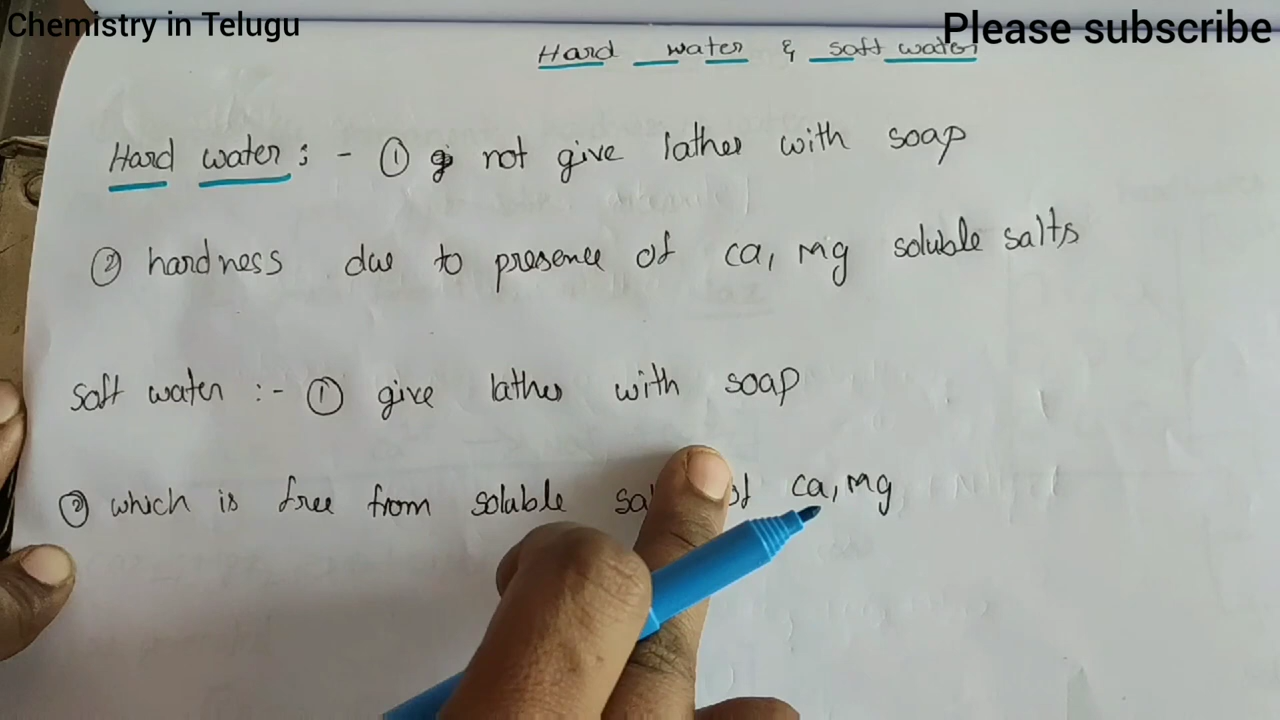 Chemistry in Telugu
Please subscribe
Hard water & soft water
Hard water : - ① not give lather with soap
② hardness due to presence of ca, Mg soluble salts
Soft water :- ① give lather with soap
② which is free from soluble of ca, Mg